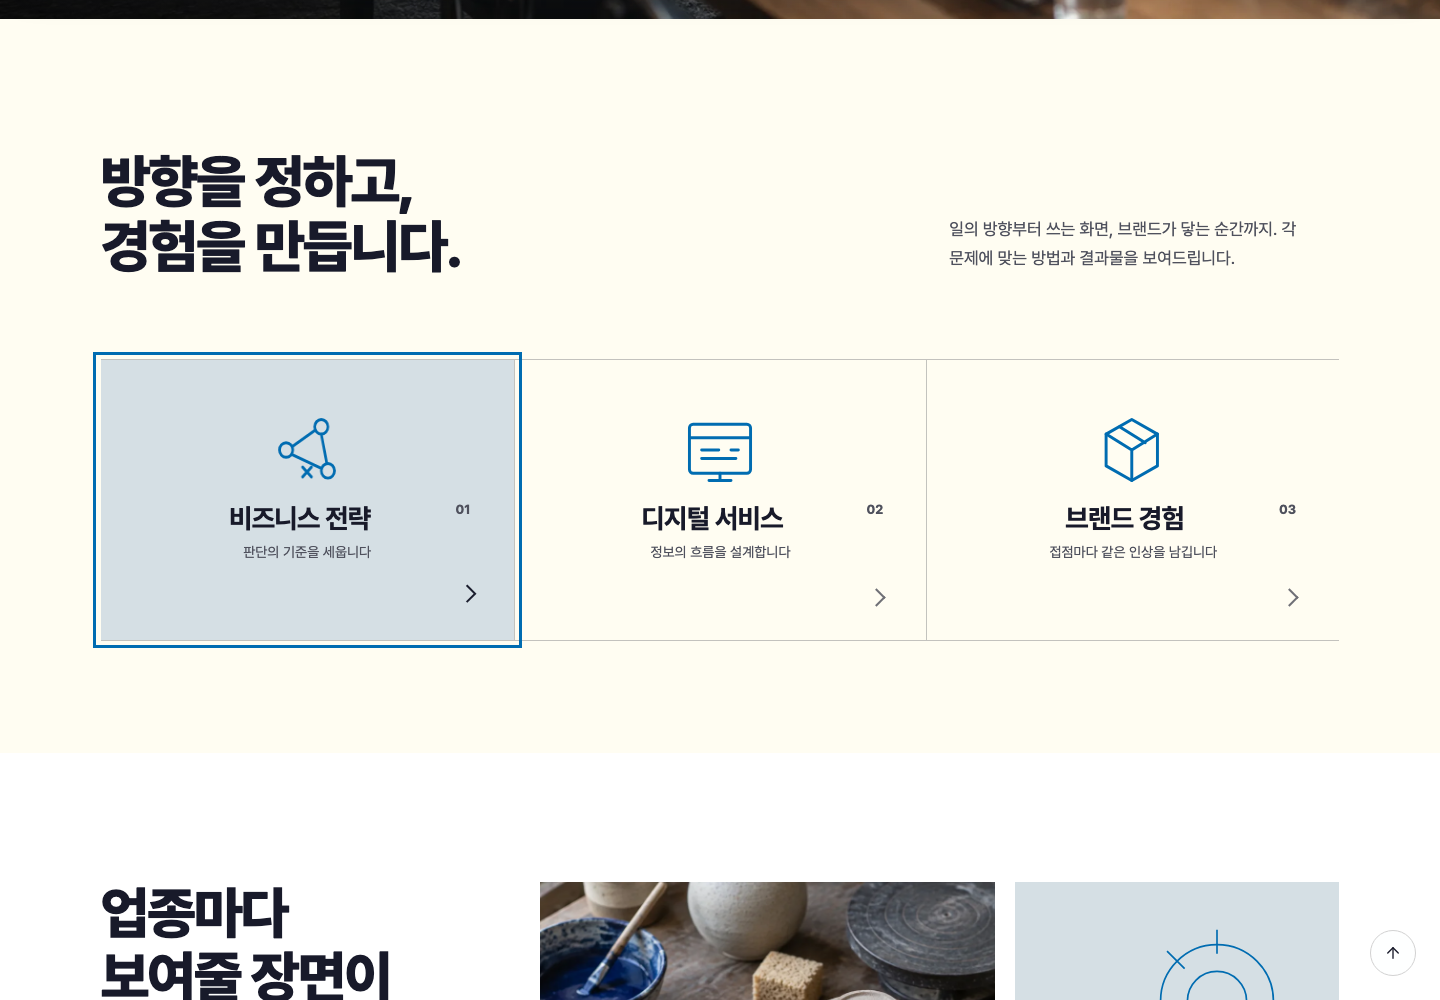 방향을 정하고,
경험을 만듭니다.
일의 방향부터 쓰는 화면, 브랜드가 닿는 순간까지. 각
문제에 맞는 방법과 결과물을 보여드립니다.
비즈니스 전략
01
판단의 기준을 세웁니다
디지털 서비스
02
정보의 흐름을 설계합니다
브랜드 경험
03
접점마다 같은 인상을 남깁니다
업종마다
보여줄 장면이